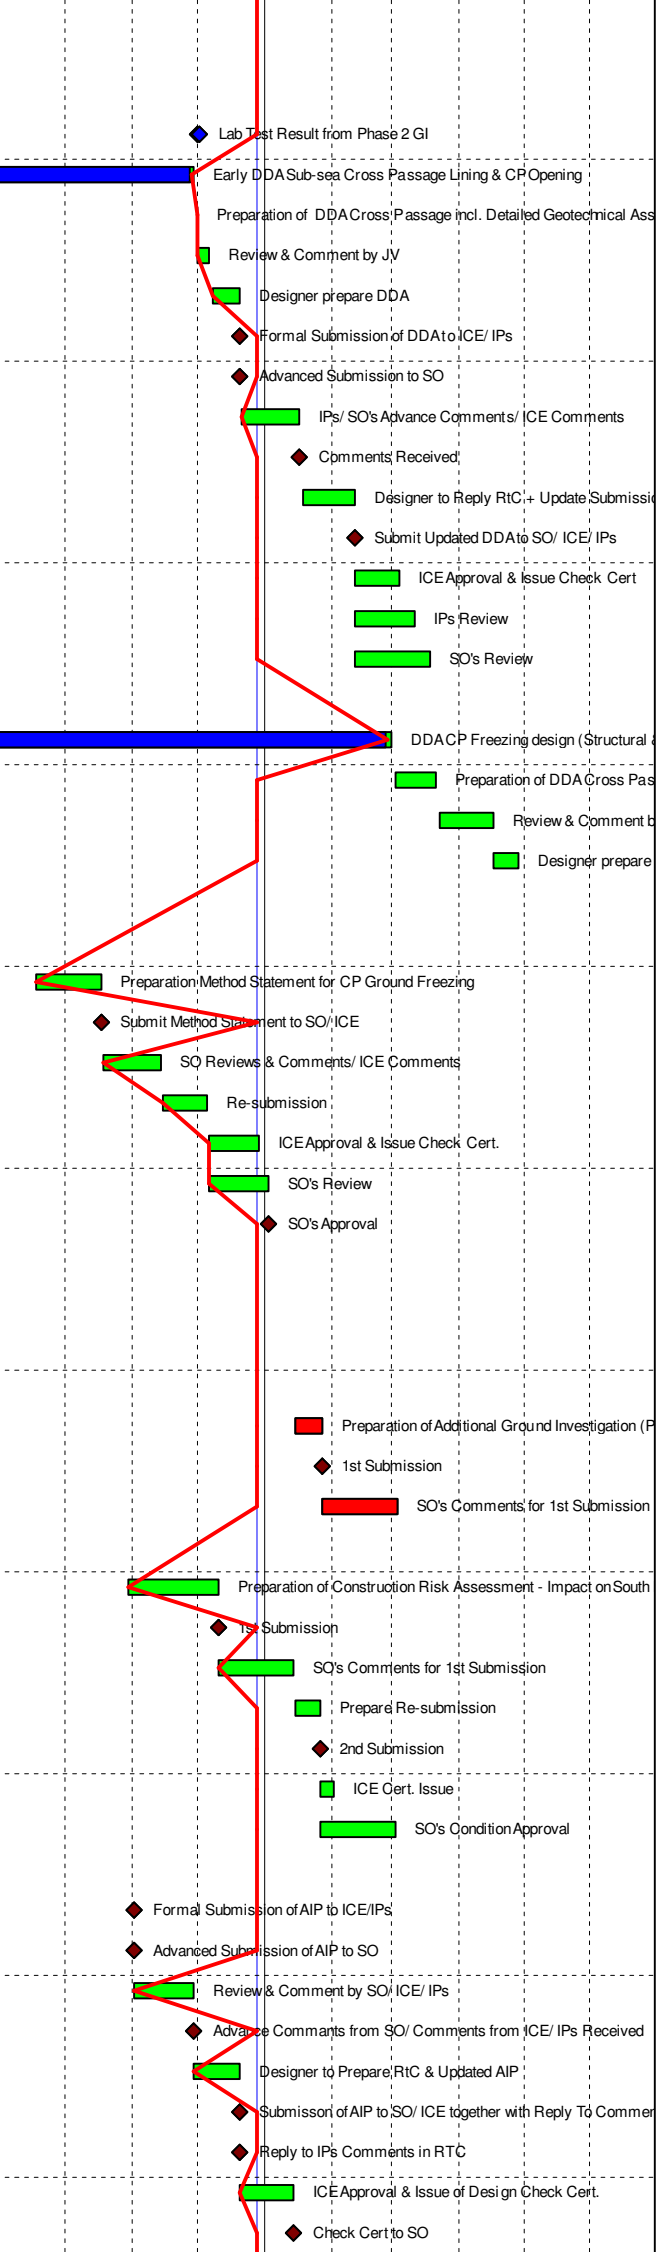 Lab Test Result from Phase 2 GI
Early DDA Sub-sea Cross Passage Lining & CP Opening
Preparation of DDA Cross Passage incl. Detailed Geotechnical Ass
Review & Comment by JV
Designer prepare DDA
Formal Submission of DDA to ICE/ IPs
Advanced Submission to SO
IPs/ SO's Advance Comments/ ICE Comments
Comments Received
Designer to Reply RtC + Update Submissio
Submit Updated DDA to SO/ ICE/ IPs
ICE Approval & Issue Check Cert
IPs Review
SO's Review
DDA CP Freezing design (Structural &
Preparation of DDA Cross Pas
Review & Comment b
Designer prepare
Preparation Method Statement for CP Ground Freezing
Submit Method Statement to SO/ ICE
SO Reviews & Comments/ ICE Comments
Re-submission
ICE Approval & Issue Check Cert.
SO's Review
SO's Approval
Preparation of Additional Ground Investigation (P
1st Submission
SO's Comments for 1st Submission
Preparation of Construction Risk Assessment - Impact on South
1st Submission
SO's Comments for 1st Submission
Prepare Re-submission
2nd Submission
ICE Cert. Issue
SO's Condition Approval
Formal Submission of AIP to ICE/IPs
Advanced Submission of AIP to SO
Review & Comment by SO/ ICE/ IPs
Advance Commants from SO/ Comments from ICE/ IPs Received
Designer to Prepare RtC & Updated AIP
Submisson of AIP to SO/ ICE together with Reply To Commen
Reply to IPs Comments in RTC
ICE Approval & Issue of Design Check Cert.
Check Cert to SO